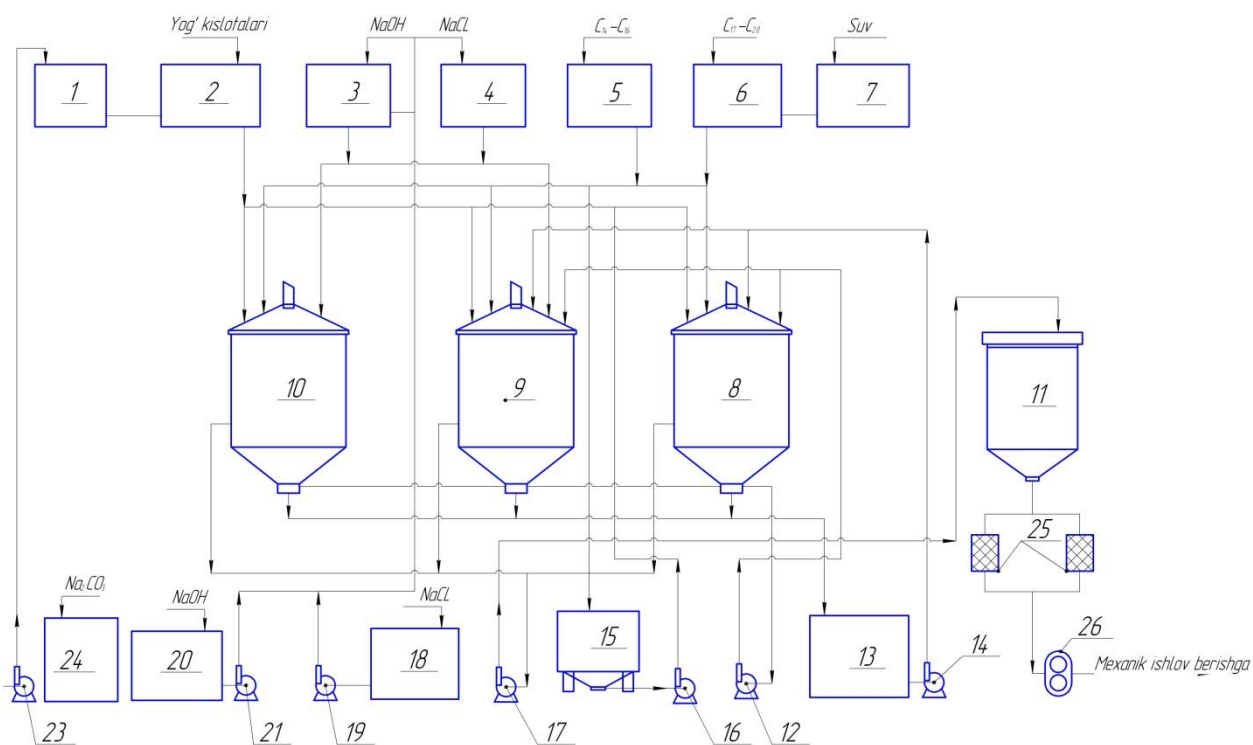 Yog' kislotalari
NaOH
NaCL
C₁₄-C₁₆
C₁₇-C₂₀
Suv
1
2
3
4
5
6
7
10
9
8
11
25
Na₂CO₃
NaOH
NaCL
24
20
18
15
13
14
26
Mexanik ishlov berishga
23
21
19
17
16
12